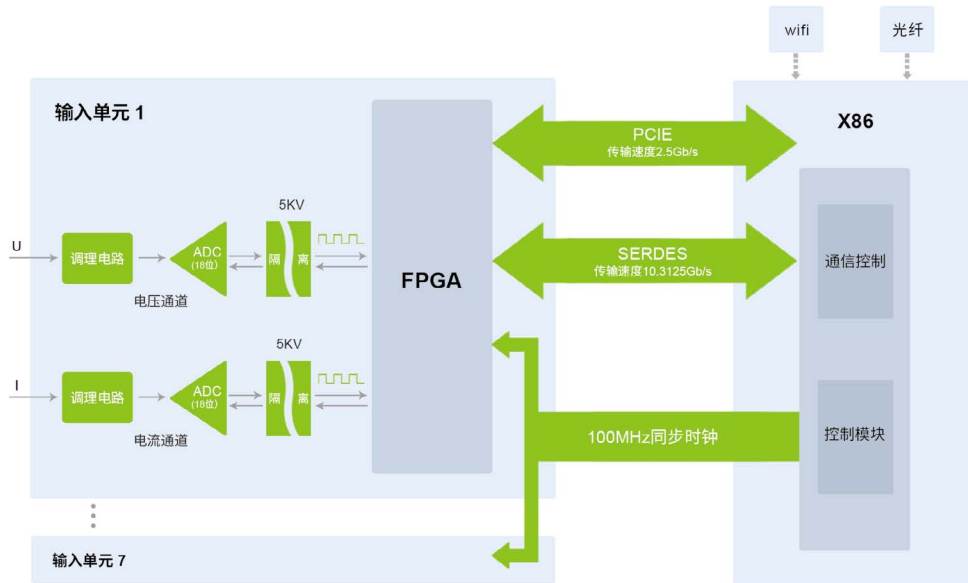 wifi
光纤
输入单元 1
X86
PCIE
传输速度2.5Gb/s
5KV
U
调理电路
ADC
(18位)
隔 离
电压通道
FPGA
SERDES
传输速度10.3125Gb/s
通信控制
5KV
I
调理电路
ADC
(18位)
隔 离
电流通道
100MHz同步时钟
控制模块
输入单元 7